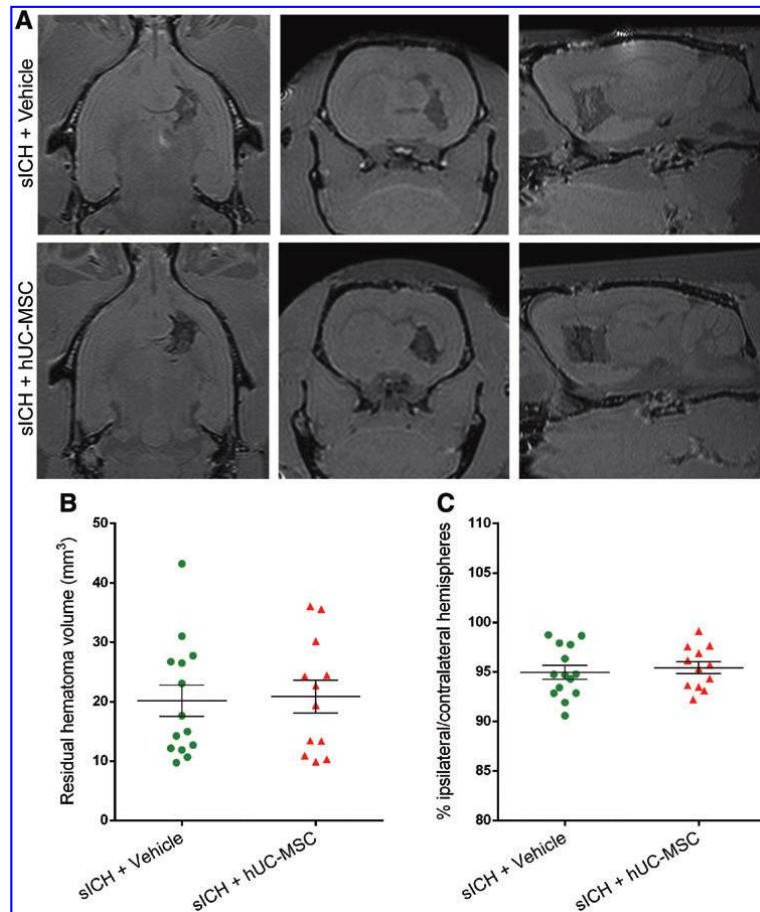 A
sICH + Vehicle
sICH + hUC-MSC
B
Residual hematoma volume (mm³)
50
40
30
20
10
0
sICH + Vehicle
sICH + hUC-MSC
C
% ipsilateral/contralateral hemispheres
110
105
100
95
90
85
80
sICH + Vehicle
sICH + hUC-MSC